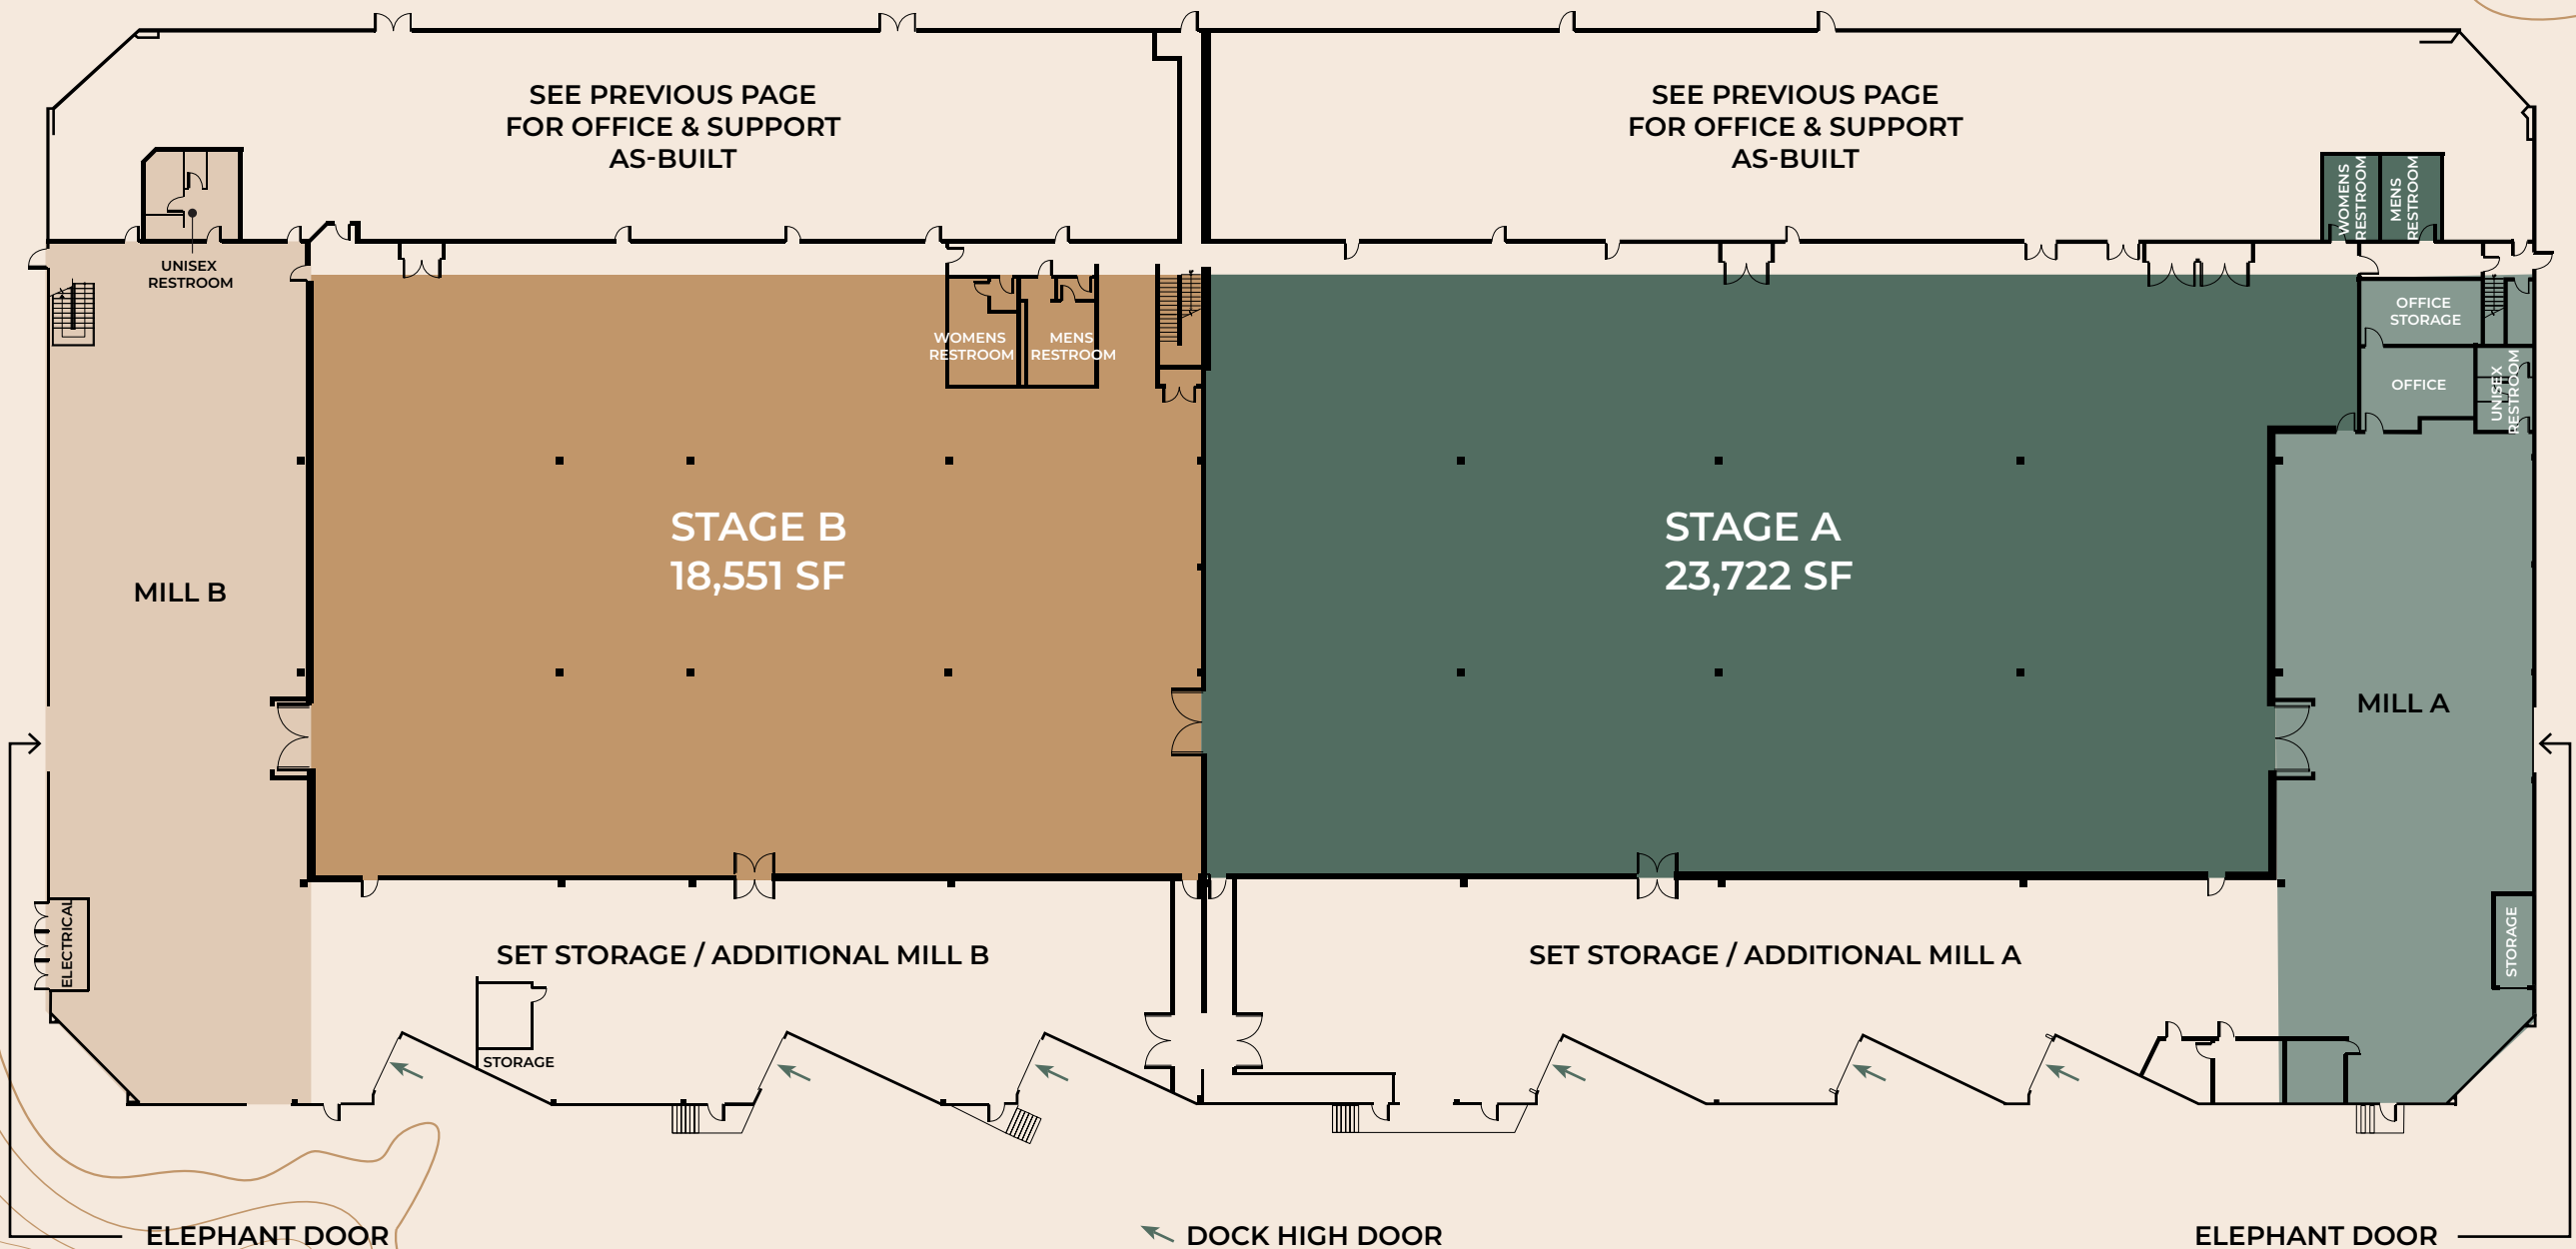 SEE PREVIOUS PAGE
FOR OFFICE & SUPPORT
AS-BUILT
SEE PREVIOUS PAGE
FOR OFFICE & SUPPORT
AS-BUILT
WOMENS
RESTROOM
MENS
RESTROOM
UNISEX
RESTROOM
OFFICE
STORAGE
WOMENS
RESTROOM
MENS
RESTROOM
OFFICE
UNISEX
RESTROOM
STAGE B
18,551 SF
STAGE A
23,722 SF
MILL B
MILL A
ELECTRICAL
SET STORAGE / ADDITIONAL MILL B
SET STORAGE / ADDITIONAL MILL A
STORAGE
STORAGE
ELEPHANT DOOR
DOCK HIGH DOOR
ELEPHANT DOOR